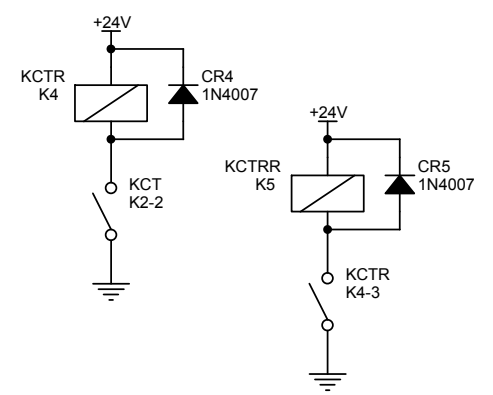 +24V
KCTR
K4
CR4
1N4007
KCT
K2-2
+24V
KCTRR
K5
CR5
1N4007
KCTR
K4-3